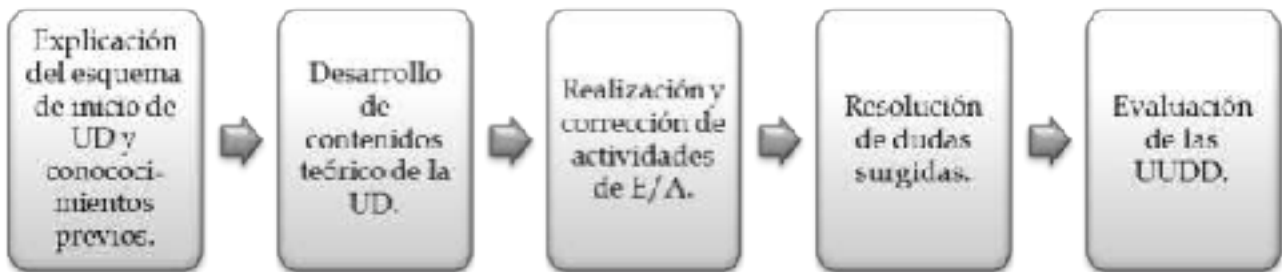 Explicación
del esquema
de inicio de
UD y
conococi-
mientos
previos.
Desarrollo
de
contenidos
teórico de la
UD.
Realización y
corrección de
actividades
de E/A.
Resolución
de dudas
surgidas.
Evaluación
de las
UUDD.